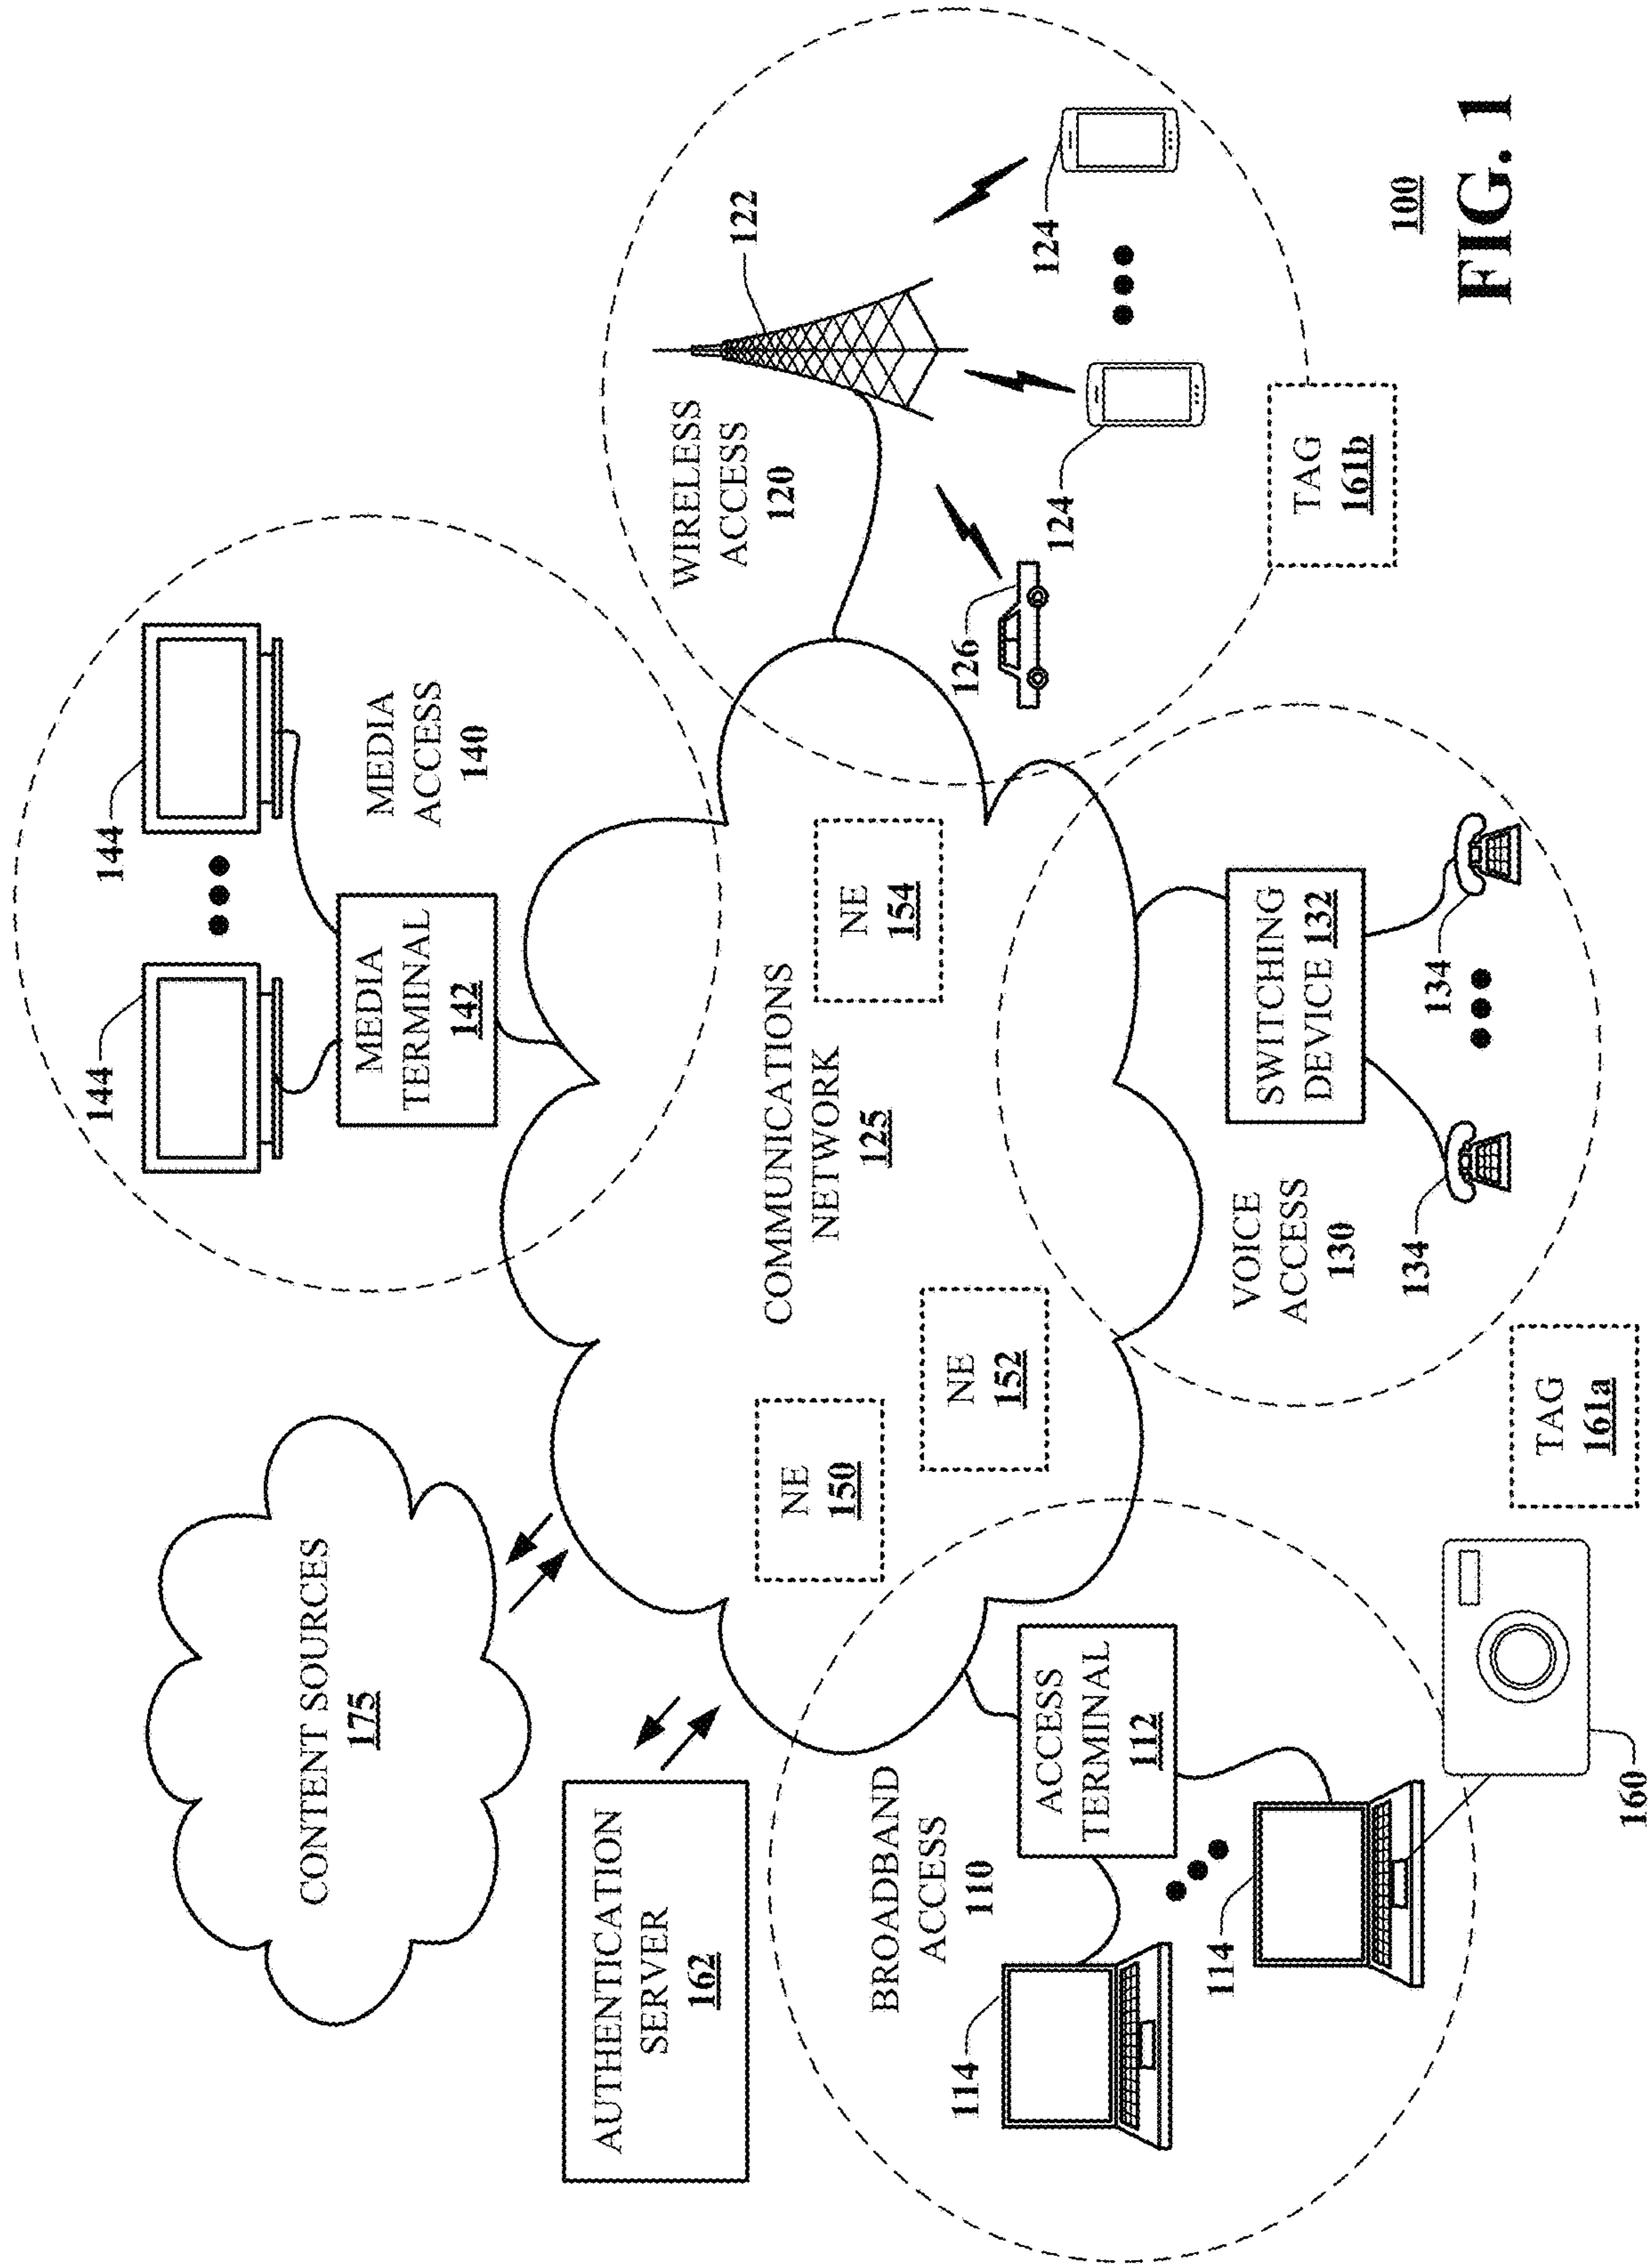 CONTENT SOURCES
175
AUTHENTICATION
SERVER
162
144
144
MEDIA
TERMINAL
142
MEDIA
ACCESS
140
WIRELESS
ACCESS
120
122
124
124
126
COMMUNICATIONS
NETWORK
125
NE
150
NE
152
NE
154
BROADBAND
ACCESS
110
ACCESS
TERMINAL
112
114
114
VOICE
ACCESS
130
SWITCHING
DEVICE 132
134
134
160
TAG
161a
TAG
161b
100
FIG. 1